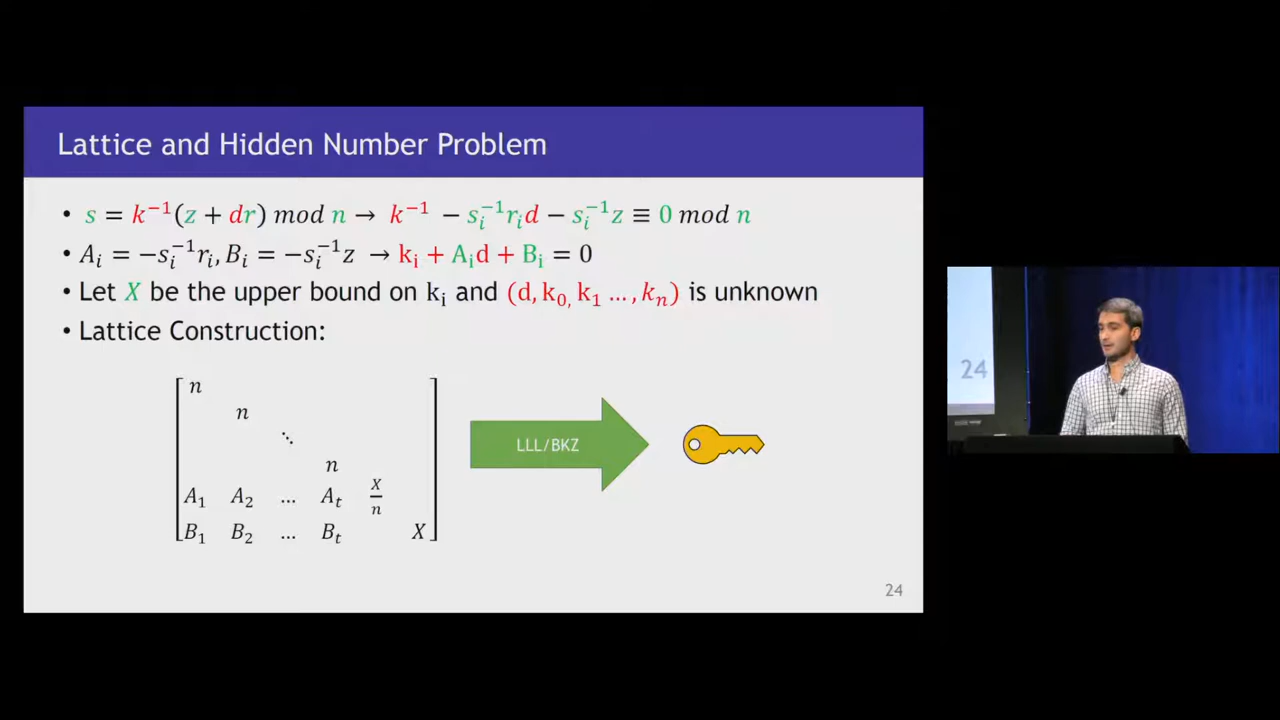 Lattice and Hidden Number Problem
• s = k⁻¹(z + dr) mod n → k⁻¹ − sᵢ⁻¹rᵢd − sᵢ⁻¹z ≡ 0 mod n
• Aᵢ = −sᵢ⁻¹rᵢ, Bᵢ = −sᵢ⁻¹z → kᵢ + Aᵢd + Bᵢ = 0
• Let X be the upper bound on kᵢ and (d, k₀, k₁ …, kₙ) is unknown
• Lattice Construction:
n
n
⋱
n
A₁ A₂ … Aₜ X/n
B₁ B₂ … Bₜ X
LLL/BKZ
24
24